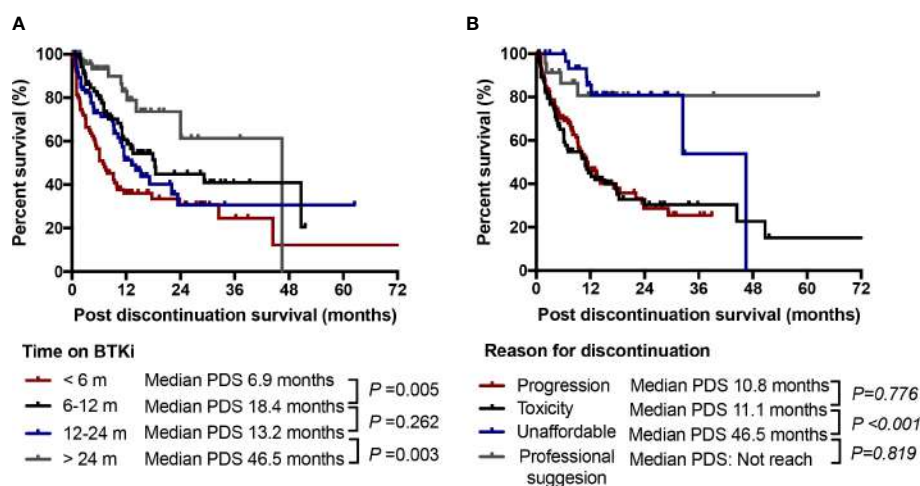 A
B
Percent survival (%)
100
80
60
40
20
0
0 12 24 36 48 60 72
Post discontinuation survival (months)
Percent survival (%)
100
80
60
40
20
0
0 12 24 36 48 60 72
Post discontinuation survival (months)
Time on BTKi
< 6 m Median PDS 6.9 months
P =0.005
6-12 m Median PDS 18.4 months
P =0.262
12-24 m Median PDS 13.2 months
P =0.003
> 24 m Median PDS 46.5 months
Reason for discontinuation
Progression Median PDS 10.8 months
P=0.776
Toxicity Median PDS 11.1 months
P <0.001
Unaffordable Median PDS 46.5 months
P=0.819
Professional Median PDS: Not reach
suggesion